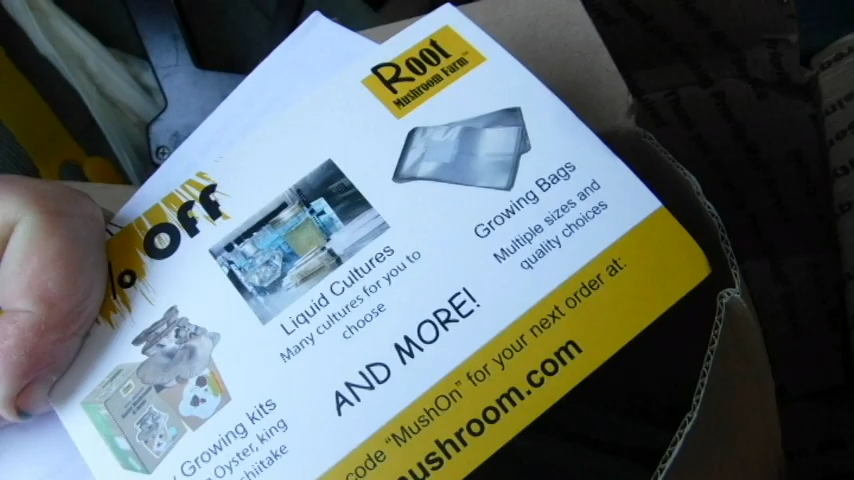 Root
Mushroom Farm™
% Off
Growing Bags
Multiple sizes and
quality choices
Liquid Cultures
Many cultures for you to
choose
AND MORE!
Growing kits
Oyster, king
shiitake
code "MushOn" for your next order at:
mushroom.com